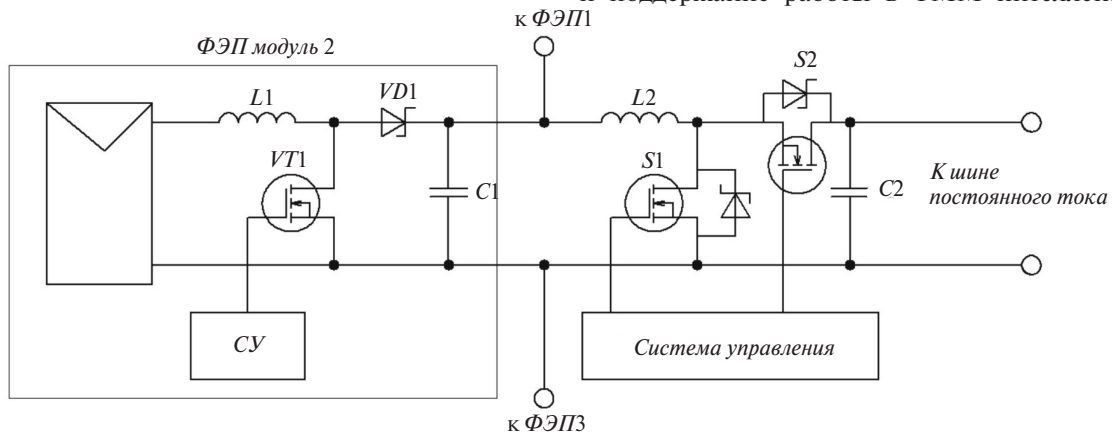 к ФЭП1
ФЭП модуль 2
S2
L1
VD1
L2
VT1
S1
C1
C2
К шине
постоянного тока
СУ
Система управления
к ФЭП3